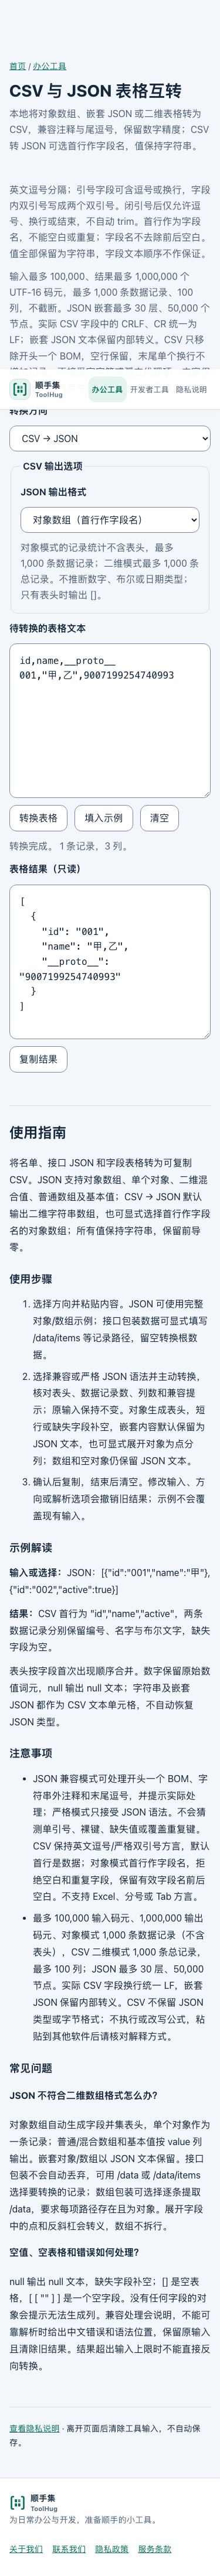 首页 / 办公工具
CSV 与 JSON 表格互转
本地将对象数组、嵌套 JSON 或二维表格转为
CSV，兼容注释与尾逗号，保留数字精度；CSV
转 JSON 可选首行作字段名，值保持字符串。
英文逗号分隔；引号字段可含逗号或换行，字段
内双引号写成两个双引号。闭引号后仅允许逗
号、换行或结束，不自动 trim。首行作为字段
名，不能空白或重复；字段名不去除前后空白。
值全部保留为字符串，字段文本顺序不作保证。
输入最多 100,000、结果最多 1,000,000 个
UTF-16 码元，最多 1,000 条数据记录、100
列，不截断。JSON 嵌套最多 30 层、50,000 个
节点。实际 CSV 字段中的 CRLF、CR 统一为
LF；嵌套 JSON 文本保留内部转义。CSV 只移
除开头一个 BOM，空行保留，末尾单个换行不
顺手集
ToolHug
办公工具 开发者工具 隐私说明
转换方向
CSV → JSON
CSV 输出选项
JSON 输出格式
对象数组（首行作字段名）
对象模式的记录统计不含表头，最多
1,000 条数据记录；二维模式最多 1,000 条
总记录。不推断数字、布尔或日期类型；
只有表头时输出 []。
待转换的表格文本
id,name,__proto__
001,"甲,乙",9007199254740993
转换表格 填入示例 清空
转换完成。 1 条记录，3 列。
表格结果（只读）
[
{
"id": "001",
"name": "甲,乙",
"__proto__":
"9007199254740993"
}
]
复制结果
使用指南
将名单、接口 JSON 和字段表格转为可复制
CSV。JSON 支持对象数组、单个对象、二维混
合值、普通数组及基本值；CSV → JSON 默认
输出二维字符串数组，也可显式选择首行作字段
名的对象数组；所有值保持字符串，保留前导
零。
使用步骤
1. 选择方向并粘贴内容。JSON 可使用完整
对象/数组示例；接口包装数据可显式填写
/data/items 等记录路径，留空转换根数
据。
2. 选择兼容或严格 JSON 语法并主动转换，
核对表头、数据记录数、列数和兼容提
示；原输入保持不变。对象生成表头，短
行或缺失字段补空，嵌套内容默认保留为
JSON 文本，也可显式展开对象为点分
列；数组和空对象仍保留 JSON 文本。
3. 确认后复制，结束后清空。修改输入、方
向或解析选项会撤销旧结果；示例不会覆
盖现有输入。
示例解读
输入或选择：JSON：[{"id":"001","name":"甲"},
{"id":"002","active":true}]
结果：CSV 首行为 "id","name","active"，两条
数据记录分别保留编号、名字与布尔文字，缺失
字段为空。
表头按字段首次出现顺序合并。数字保留原始数
值词元，null 输出 null 文本；字符串及嵌套
JSON 都作为 CSV 文本单元格，不自动恢复
JSON 类型。
注意事项
• JSON 兼容模式可处理开头一个 BOM、字
符串外注释和末尾逗号，并提示实际处
理；严格模式只接受 JSON 语法。不会猜
测单引号、裸键、缺失值或覆盖重复键。
CSV 保持英文逗号/严格双引号方言，默认
首行是数据；对象模式首行作字段名，拒
绝空白和重复字段，保留有效字段名前后
空白。不支持 Excel、分号或 Tab 方言。
• 最多 100,000 输入码元、1,000,000 输出
码元、对象模式 1,000 条数据记录（不含
表头），CSV 二维模式 1,000 条总记录，
最多 100 列；JSON 最多 30 层、50,000
节点。实际 CSV 字段换行统一 LF，嵌套
JSON 保留内部转义。CSV 不保留 JSON
类型或字节格式；不执行或改写公式，粘
贴到其他软件后请核对解释方式。
常见问题
JSON 不符合二维数组格式怎么办？
对象数组自动生成字段并集表头，单个对象作为
一条记录；普通/混合数组和基本值按 value 列
输出。嵌套对象/数组以 JSON 文本保留。接口
包装不会自动丢弃，可用 /data 或 /data/items
选择要转换的记录；数组包装可选择逐条提取
/data，要求每项路径存在且为对象。展开字段
中的点和反斜杠会转义，数组不拆行。
空值、空表格和错误如何处理？
null 输出 null 文本，缺失字段补空；[] 是空表
格，[ [ "" ] ] 是一个空字段。没有任何字段的对
象会提示无法生成列。兼容处理会说明，不能可
靠解析时给出中文错误和语法位置，保留原输入
且清除旧结果。结果超出输入上限时不能直接反
向转换。
查看隐私说明 · 离开页面后清除工具输入，不自动保
存。
顺手集
ToolHug
为日常办公与开发，准备顺手的小工具。
关于我们 联系我们 隐私政策 服务条款